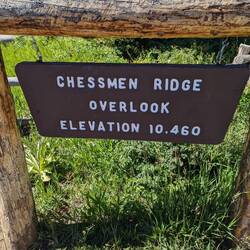 CHESSMEN RIDGE
OVERLOOK
ELEVATION 10.460